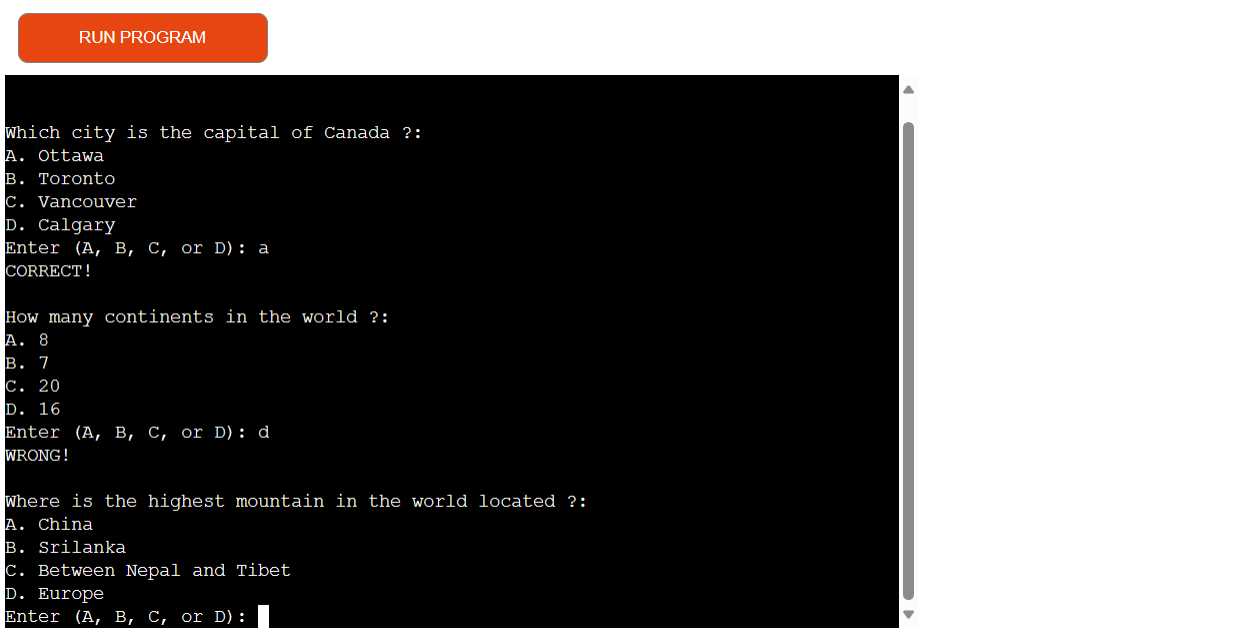 RUN PROGRAM
Which city is the capital of Canada ?:
A. Ottawa
B. Toronto
C. Vancouver
D. Calgary
Enter (A, B, C, or D): a
CORRECT!
How many continents in the world ?:
A. 8
B. 7
C. 20
D. 16
Enter (A, B, C, or D): d
WRONG!
Where is the highest mountain in the world located ?:
A. China
B. Srilanka
C. Between Nepal and Tibet
D. Europe
Enter (A, B, C, or D):